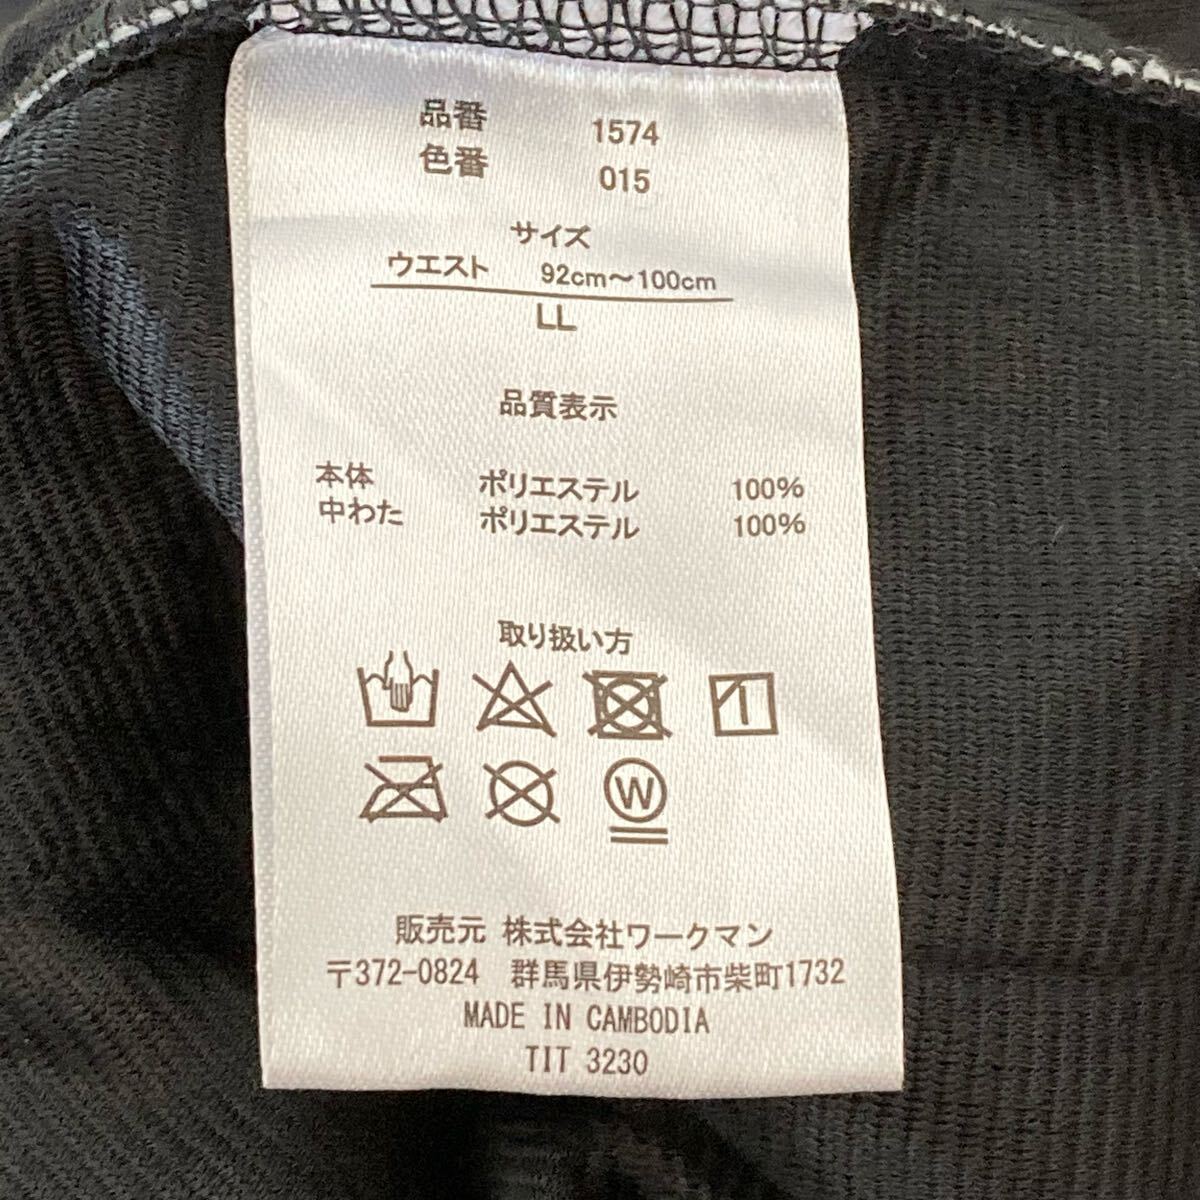 品番 1574
色番 015
サイズ
ウエスト 92cm～100cm
LL
品質表示
本体 ポリエステル 100%
中わた ポリエステル 100%
取り扱い方
W
販売元 株式会社ワークマン
〒372-0824 群馬県伊勢崎市柴町1732
MADE IN CAMBODIA
TIT 3230